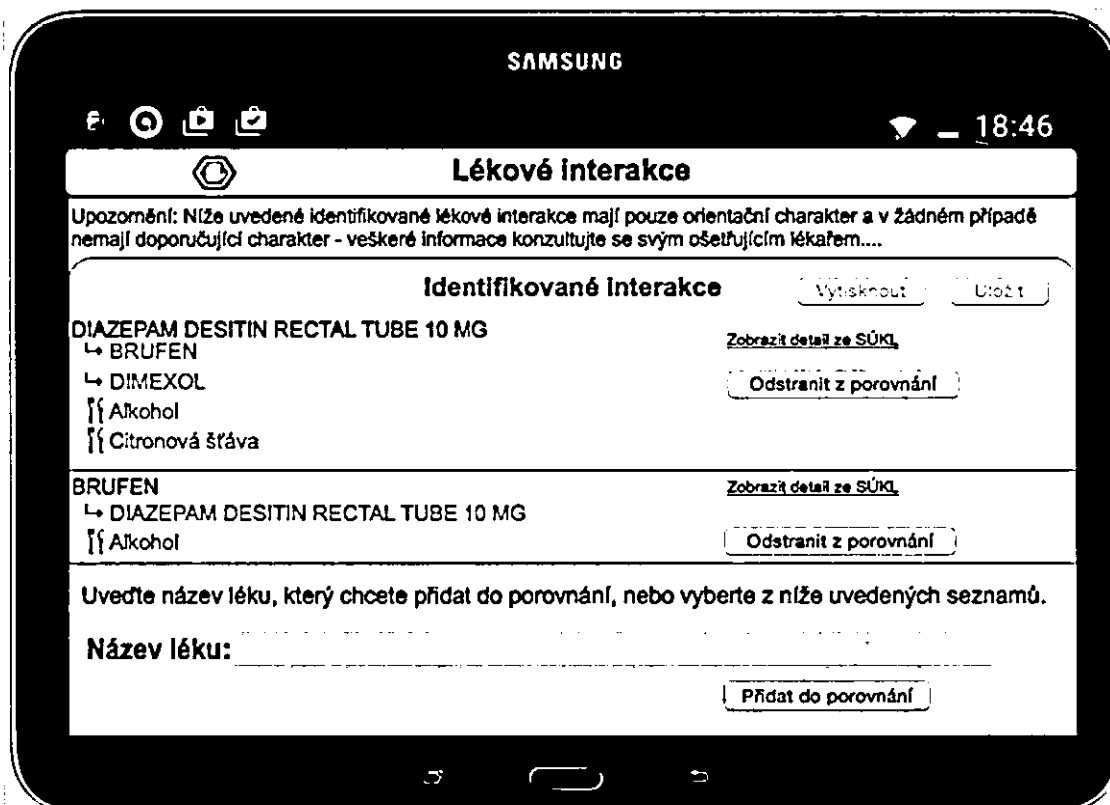 SAMSUNG
18:46
Lékové interakce
Upozornění: Níže uvedené identifikované lékové interakce mají pouze orientační charakter a v žádném případě
nemají doporučující charakter - veškeré informace konzultujte se svým ošetřujícím lékařem....
Identifikované interakce
Vytisknout
Uložit
DIAZEPAM DESITIN RECTAL TUBE 10 MG
Zobrazit detail ze SÚKL
↳ BRUFEN
↳ DIMEXOL
Odstranit z porovnání
Alkohol
Citronová šťáva
BRUFEN
Zobrazit detail ze SÚKL
↳ DIAZEPAM DESITIN RECTAL TUBE 10 MG
Alkohol
Odstranit z porovnání
Uveďte název léku, který chcete přidat do porovnání, nebo vyberte z níže uvedených seznamů.
Název léku:
Přidat do porovnání